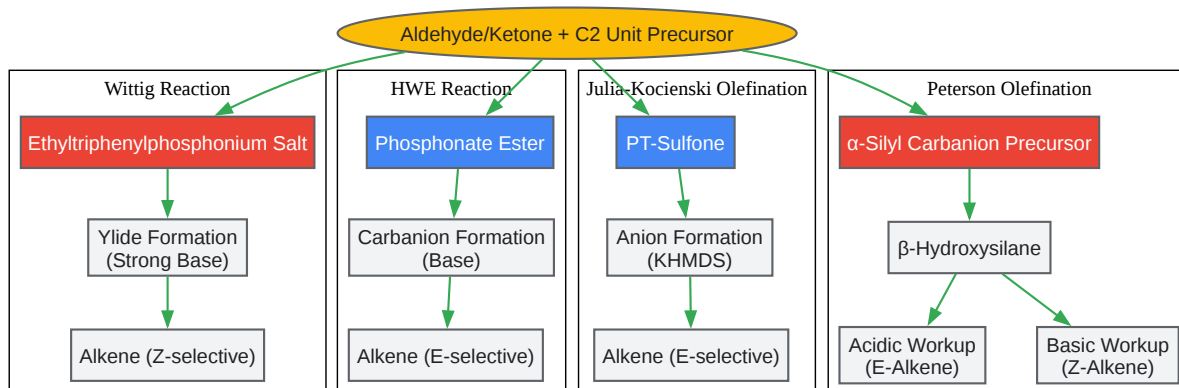 Aldehyde/Ketone + C2 Unit Precursor
Wittig Reaction
HWE Reaction
Julia-Kocienski Olefination
Peterson Olefination
Ethyltriphenylphosphonium Salt
Phosphonate Ester
PT-Sulfone
α-Silyl Carbanion Precursor
Ylide Formation
(Strong Base)
Carbanion Formation
(Base)
Anion Formation
(KHMDS)
β-Hydroxysilane
Alkene (Z-selective)
Alkene (E-selective)
Alkene (E-selective)
Acidic Workup
(E-Alkene)
Basic Workup
(Z-Alkene)